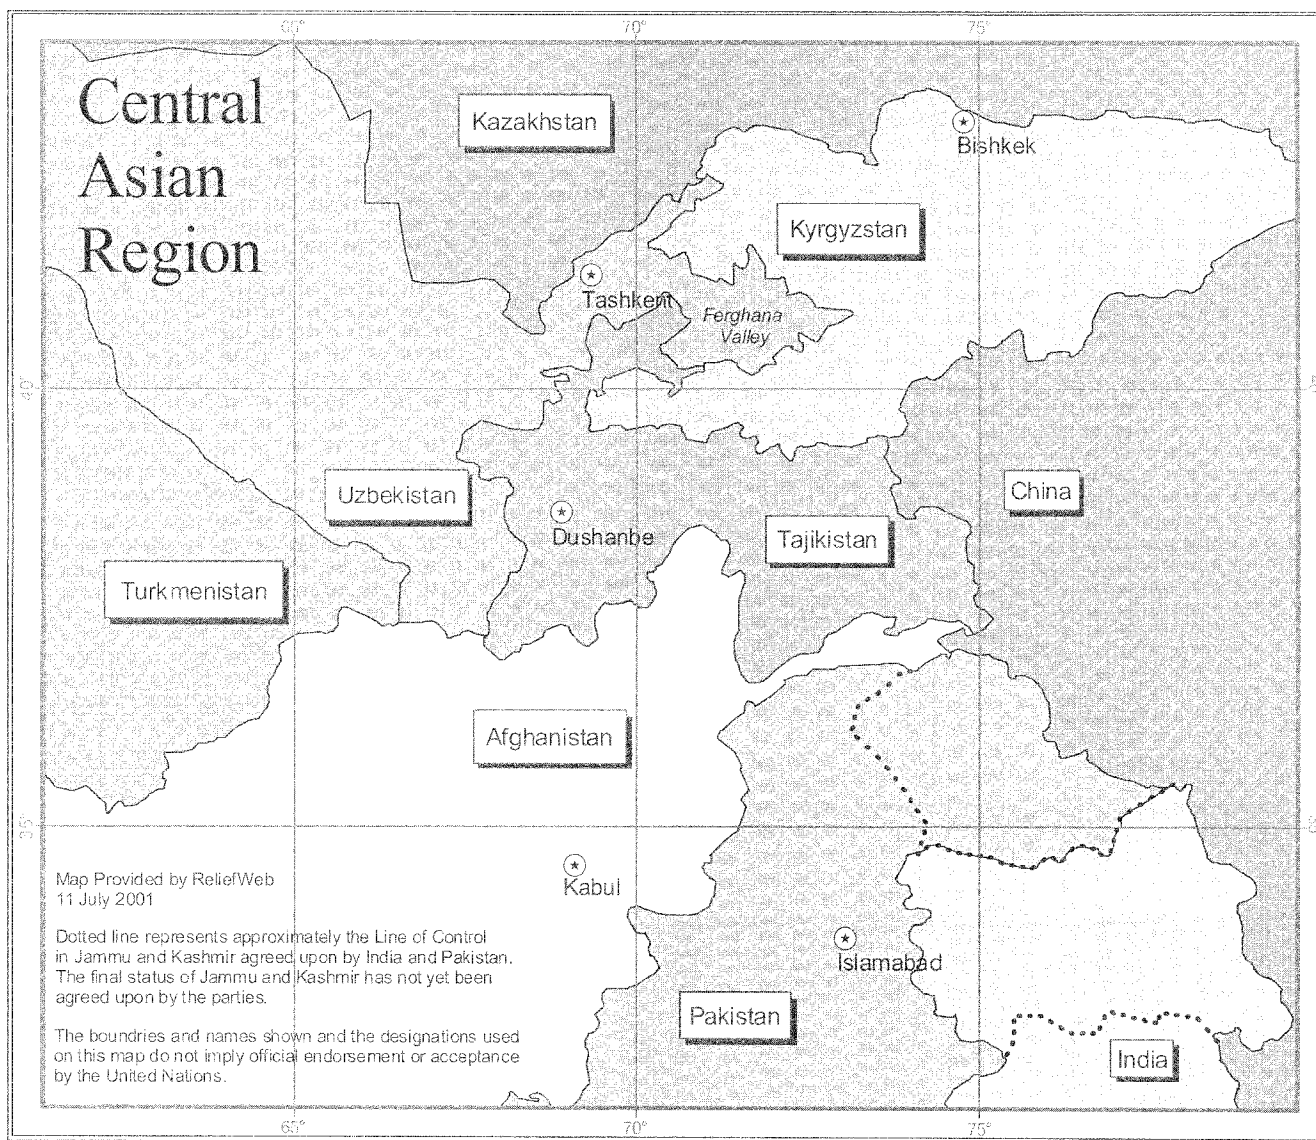 65° 70° 75°
Central
Asian
Region
Kazakhstan
Bishkek
Kyrgyzstan
Tashkent
Ferghana
Valley
40°
Uzbekistan
China
Dushanbe
Tajikistan
Turkmenistan
Afghanistan
35°
Kabul
Map Provided by ReliefWeb
11 July 2001
Dotted line represents approximately the Line of Control
in Jammu and Kashmir agreed upon by India and Pakistan.
The final status of Jammu and Kashmir has not yet been
agreed upon by the parties.
Islamabad
Pakistan
The boundries and names shown and the designations used
on this map do not imply official endorsement or acceptance
by the United Nations.
India
65° 70° 75°